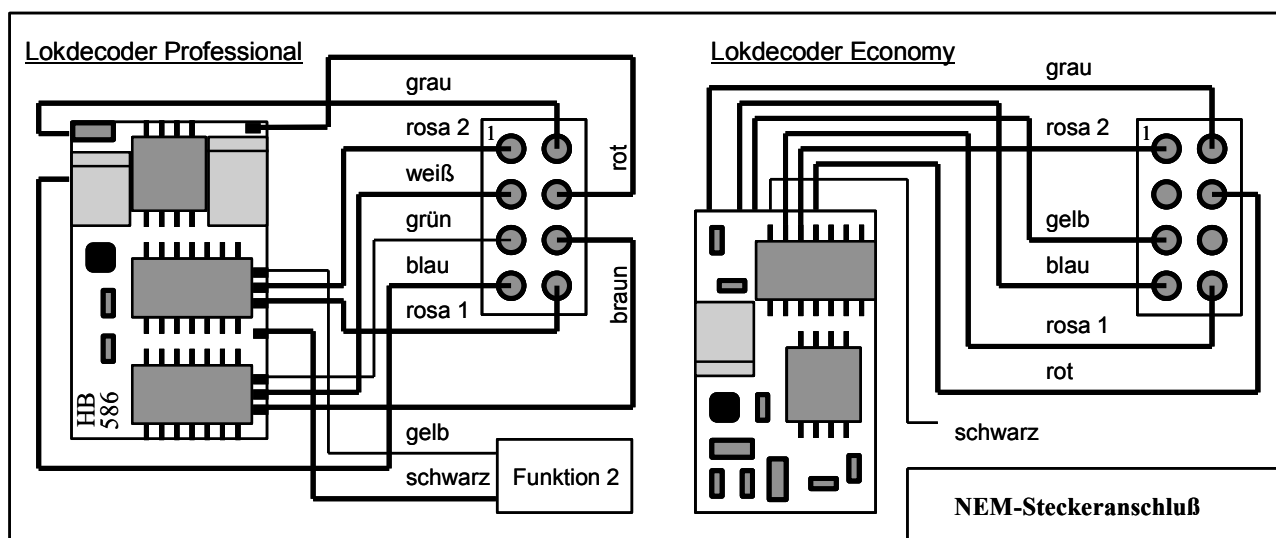 Lokdecoder Professional
grau
rosa 2
weiß
grün
blau
rosa 1
1
rot
braun
HB
586
gelb
schwarz
Funktion 2
Lokdecoder Economy
grau
rosa 2
1
gelb
blau
rosa 1
rot
schwarz
NEM-Steckeranschluß